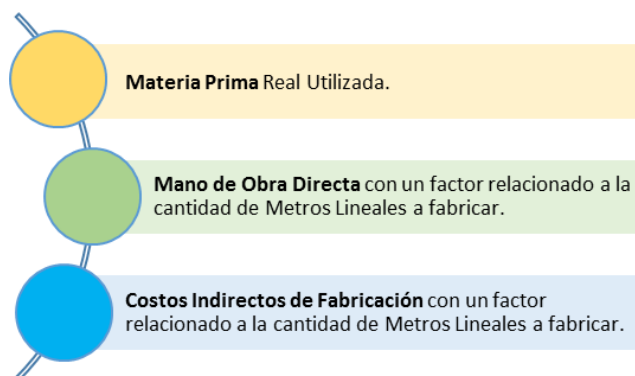 Materia Prima Real Utilizada.
Mano de Obra Directa con un factor relacionado a la
cantidad de Metros Lineales a fabricar.
Costos Indirectos de Fabricación con un factor
relacionado a la cantidad de Metros Lineales a fabricar.